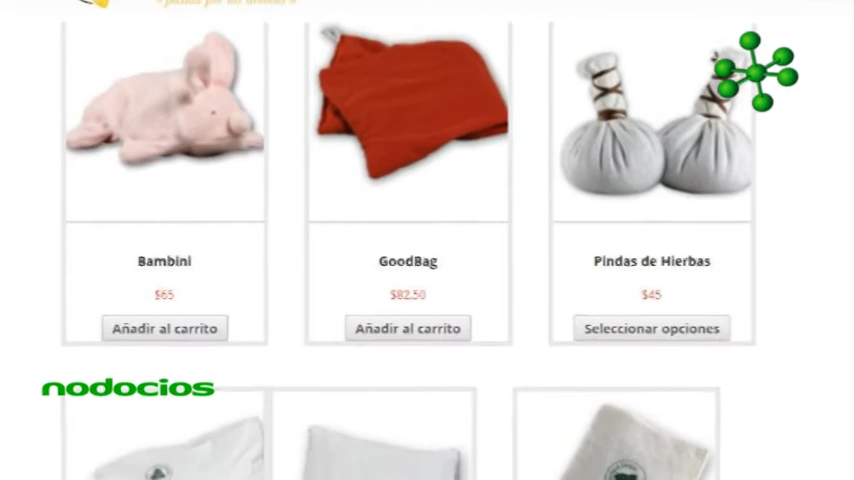 Bambini
GoodBag
Pindas de Hierbas
$65
$82.50
$45
Añadir al carrito
Añadir al carrito
Seleccionar opciones
nodocios